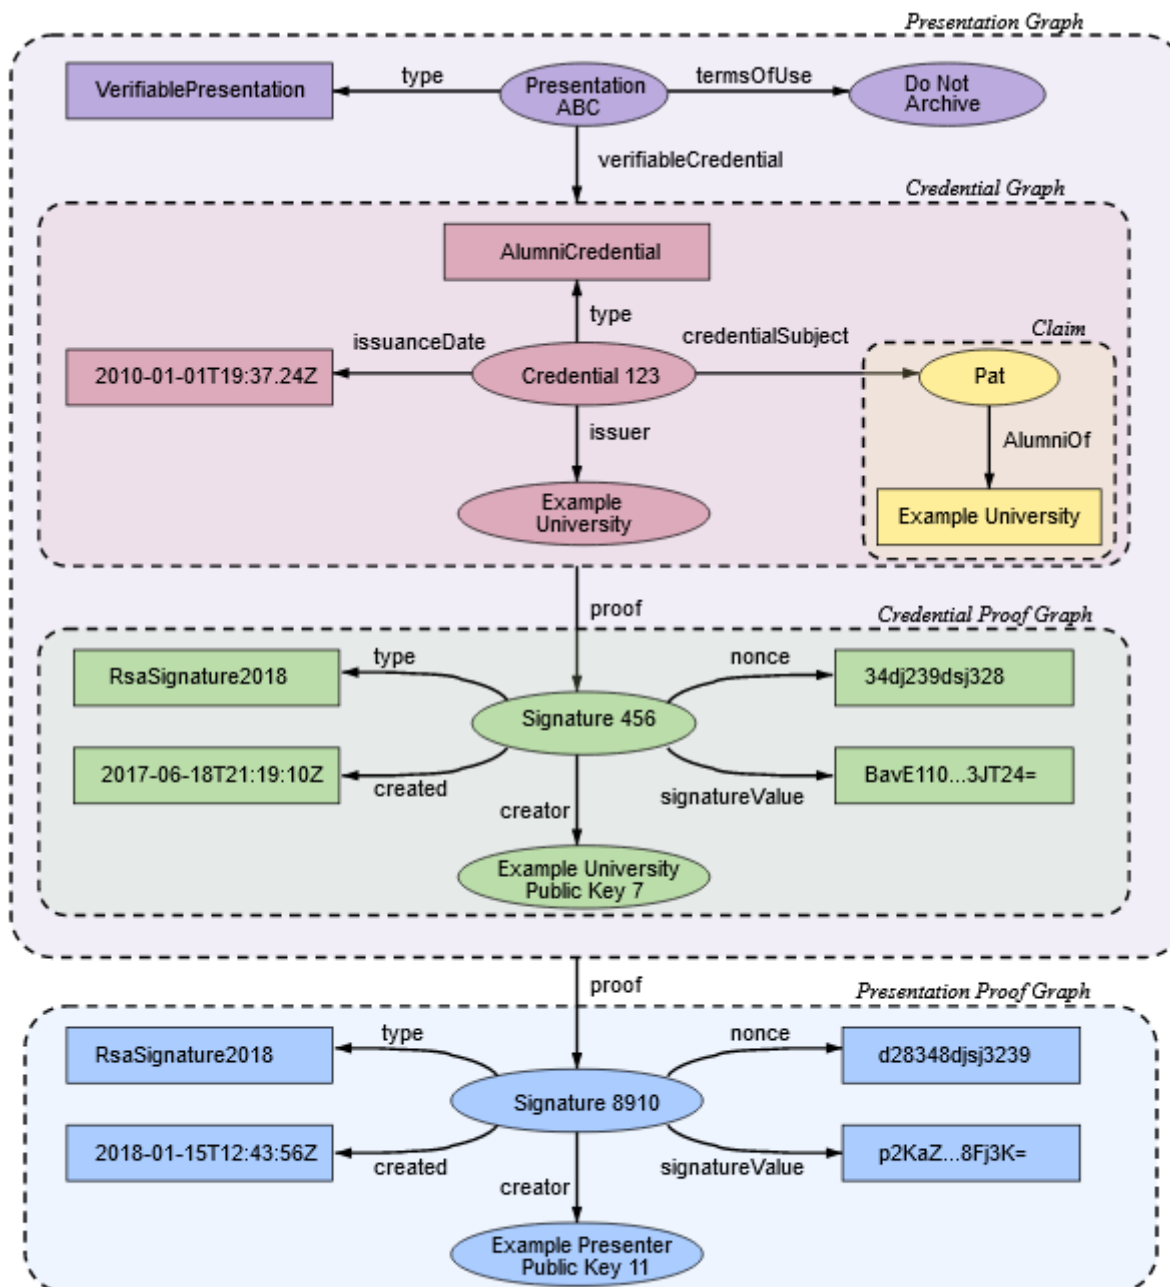 Presentation Graph
VerifiablePresentation
type
Presentation
ABC
termsOfUse
Do Not
Archive
verifiableCredential
Credential Graph
AlumniCredential
type
issuanceDate
credentialSubject
Claim
2010-01-01T19:37.24Z
Credential 123
Pat
issuer
AlumniOf
Example
University
Example University
proof
Credential Proof Graph
RsaSignature2018
type
nonce
34dj239dsj328
Signature 456
2017-06-18T21:19:10Z
created
signatureValue
BavE110...3JT24=
creator
Example University
Public Key 7
proof
Presentation Proof Graph
RsaSignature2018
type
nonce
d28348djsj3239
Signature 8910
2018-01-15T12:43:56Z
created
signatureValue
p2KaZ...8Fj3K=
creator
Example Presenter
Public Key 11